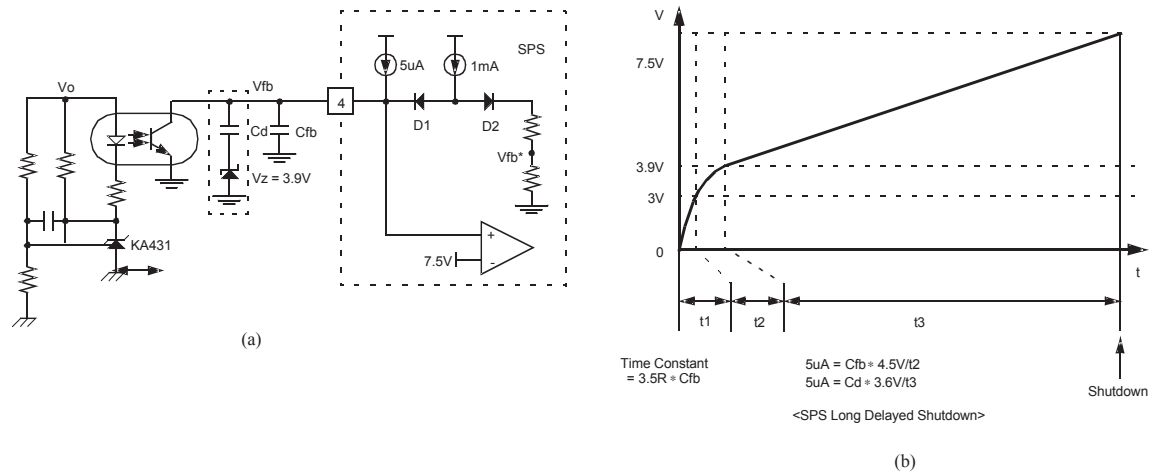 SPS
5uA
1mA
Vo
Vfb
4
Cd
Cfb
D1
D2
Vfb*
Vz = 3.9V
KA431
7.5V
+
-
(a)
V
7.5V
3.9V
3V
0
t
t1
t2
t3
Time Constant
= 3.5R * Cfb
5uA = Cfb * 4.5V/t2
5uA = Cd * 3.6V/t3
Shutdown
<SPS Long Delayed Shutdown>
(b)